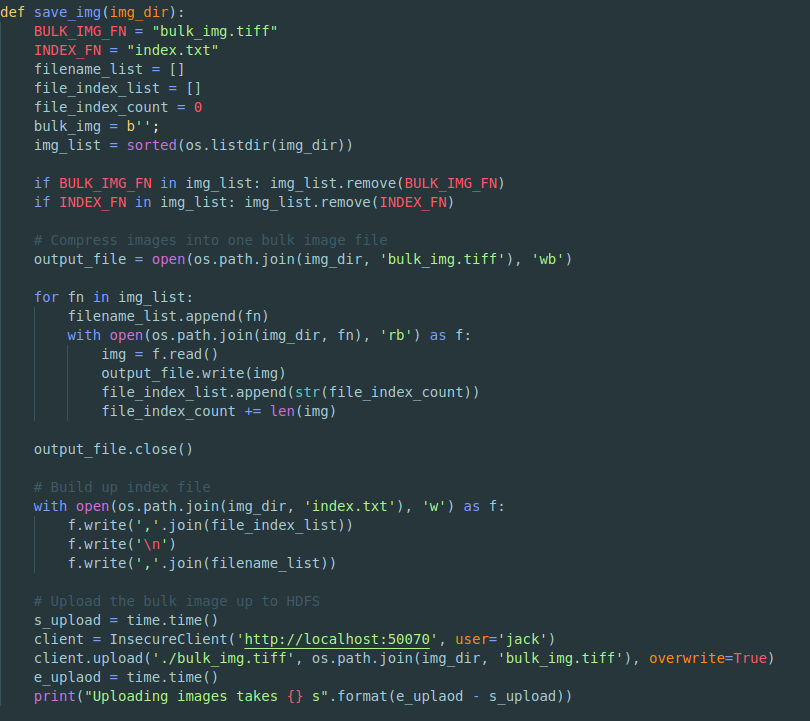 def save_img(img_dir):
    BULK_IMG_FN = "bulk_img.tiff"
    INDEX_FN = "index.txt"
    filename_list = []
    file_index_list = []
    file_index_count = 0
    bulk_img = b'';
    img_list = sorted(os.listdir(img_dir))

    if BULK_IMG_FN in img_list: img_list.remove(BULK_IMG_FN)
    if INDEX_FN in img_list: img_list.remove(INDEX_FN)

    # Compress images into one bulk image file
    output_file = open(os.path.join(img_dir, 'bulk_img.tiff'), 'wb')

    for fn in img_list:
        filename_list.append(fn)
        with open(os.path.join(img_dir, fn), 'rb') as f:
            img = f.read()
            output_file.write(img)
            file_index_list.append(str(file_index_count))
            file_index_count += len(img)

    output_file.close()

    # Build up index file
    with open(os.path.join(img_dir, 'index.txt'), 'w') as f:
        f.write(','.join(file_index_list))
        f.write('\n')
        f.write(','.join(filename_list))

    # Upload the bulk image up to HDFS
    s_upload = time.time()
    client = InsecureClient('http://localhost:50070', user='jack')
    client.upload('./bulk_img.tiff', os.path.join(img_dir, 'bulk_img.tiff'), overwrite=True)
    e_uplaod = time.time()
    print("Uploading images takes {} s".format(e_uplaod - s_upload))